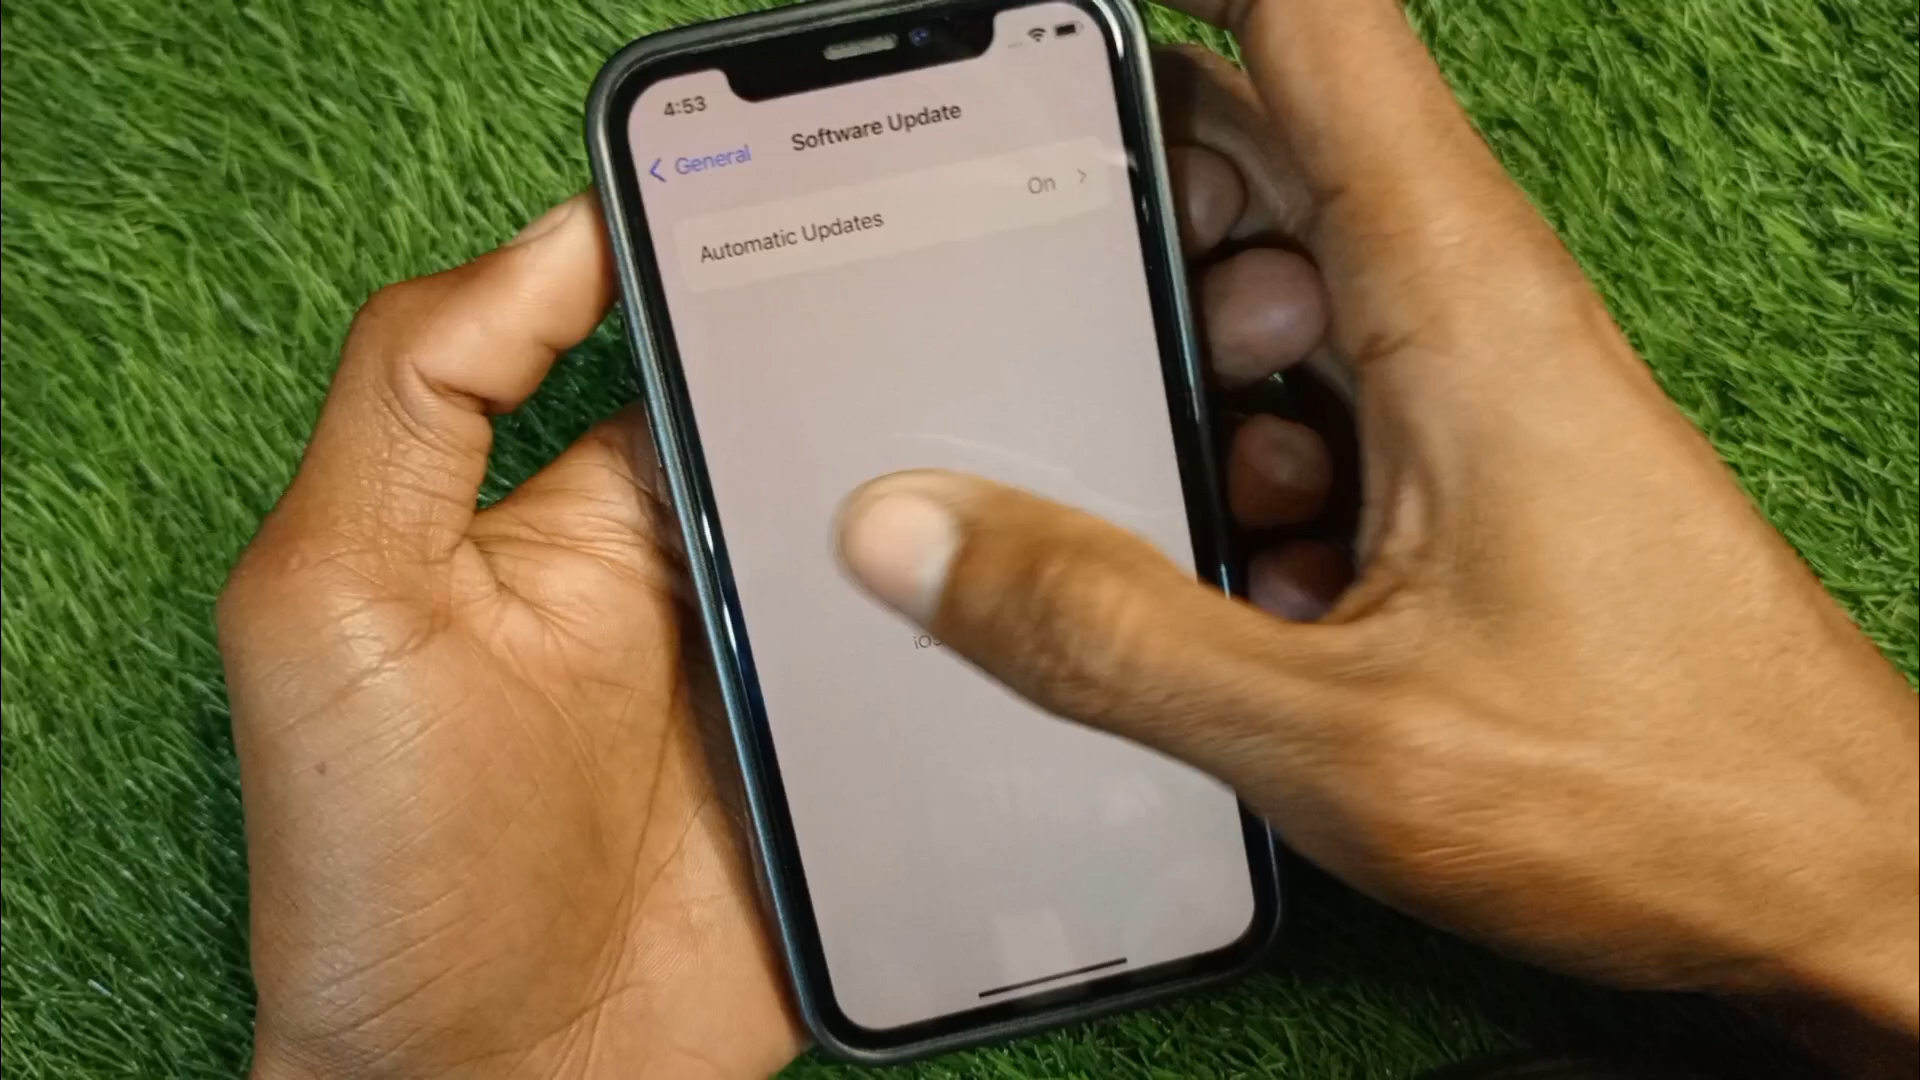 4:53
General
Software Update
Automatic Updates
On